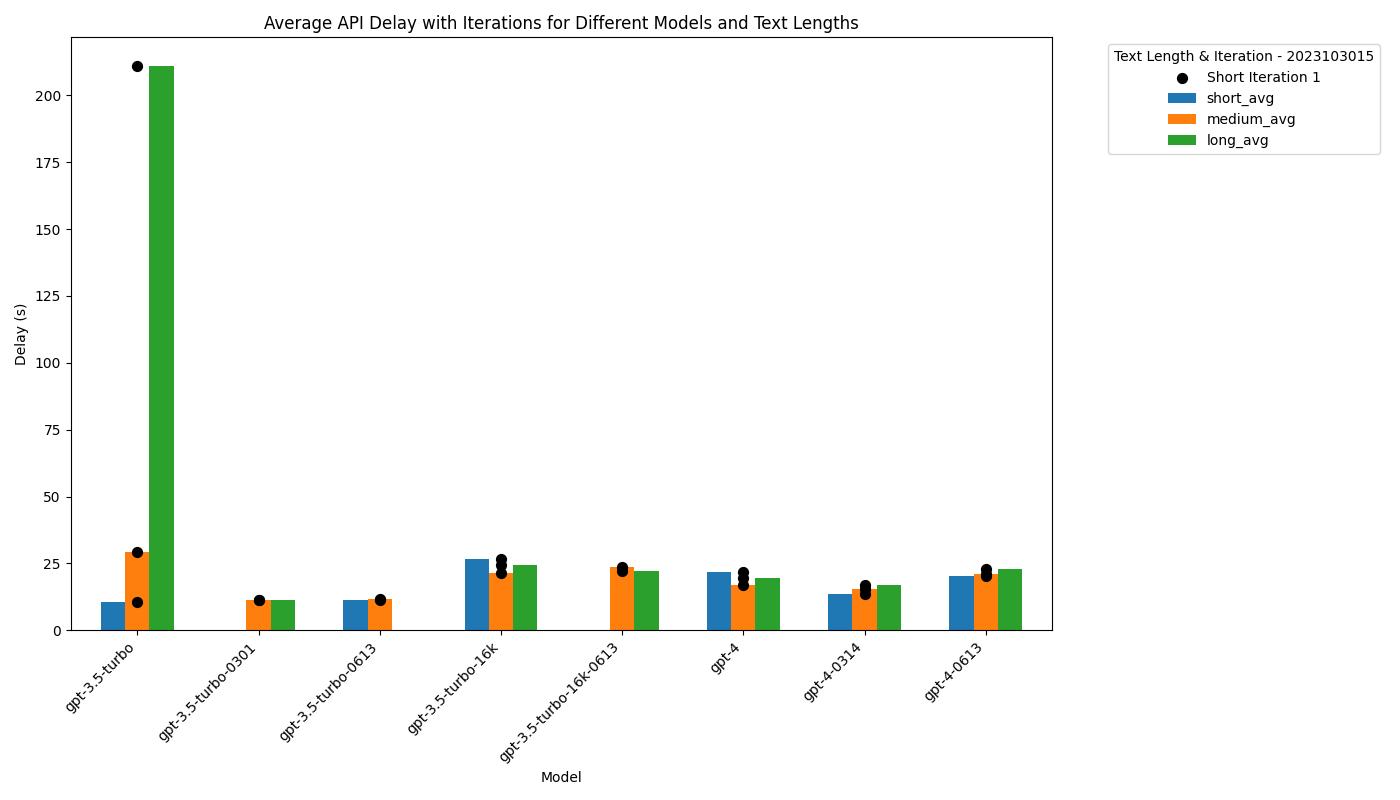 Average API Delay with Iterations for Different Models and Text Lengths
Text Length & Iteration - 2023103015
Short Iteration 1
short_avg
medium_avg
long_avg
Delay (s)
200
175
150
125
100
75
50
25
0
gpt-3.5-turbo
gpt-3.5-turbo-0301
gpt-3.5-turbo-0613
gpt-3.5-turbo-16k
gpt-3.5-turbo-16k-0613
gpt-4
gpt-4-0314
gpt-4-0613
Model